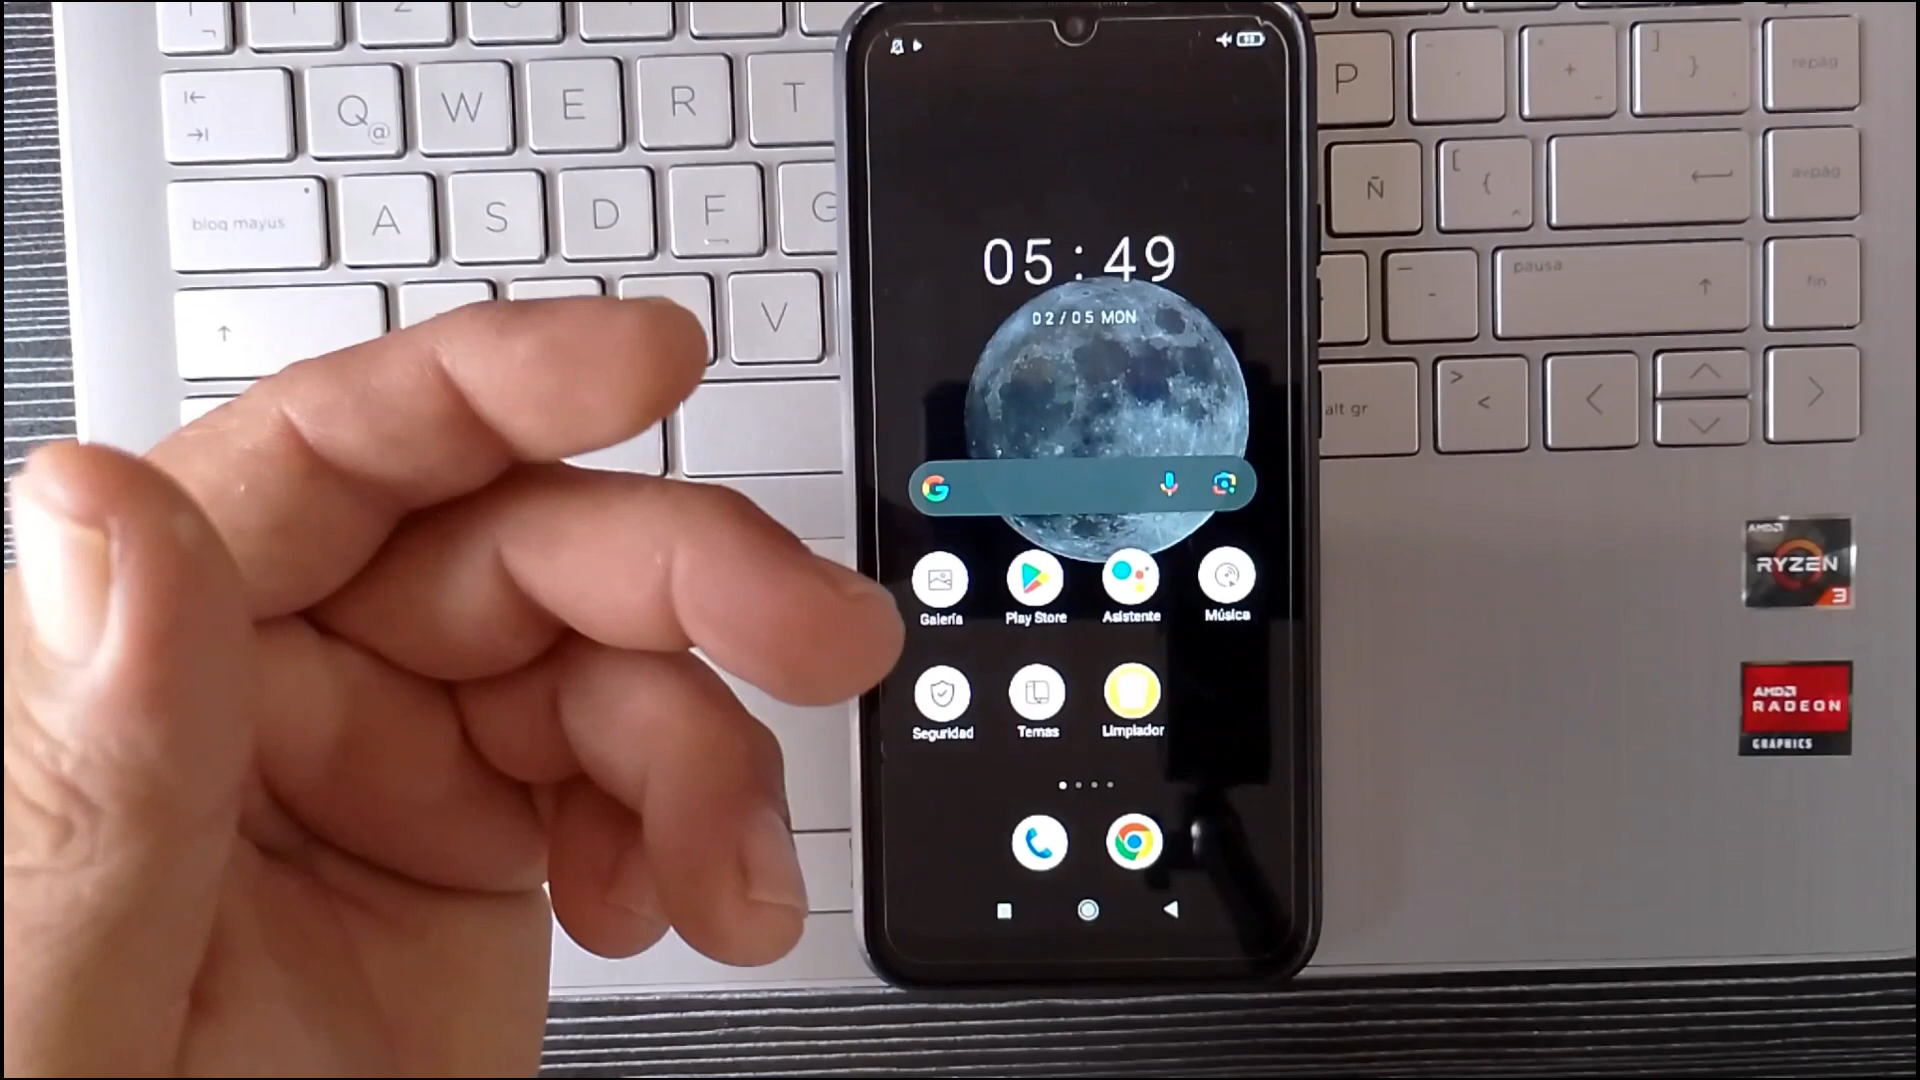 Q @ W E R T
P
repág
bloq mayus A S D F G
Ñ
avpág
V
pausa
fin
alt gr
05:49
02/05 MON
G
Galería Play Store Asistente Música
Seguridad Temas Limpiador
AMD
RYZEN
3
AMD
RADEON
GRAPHICS